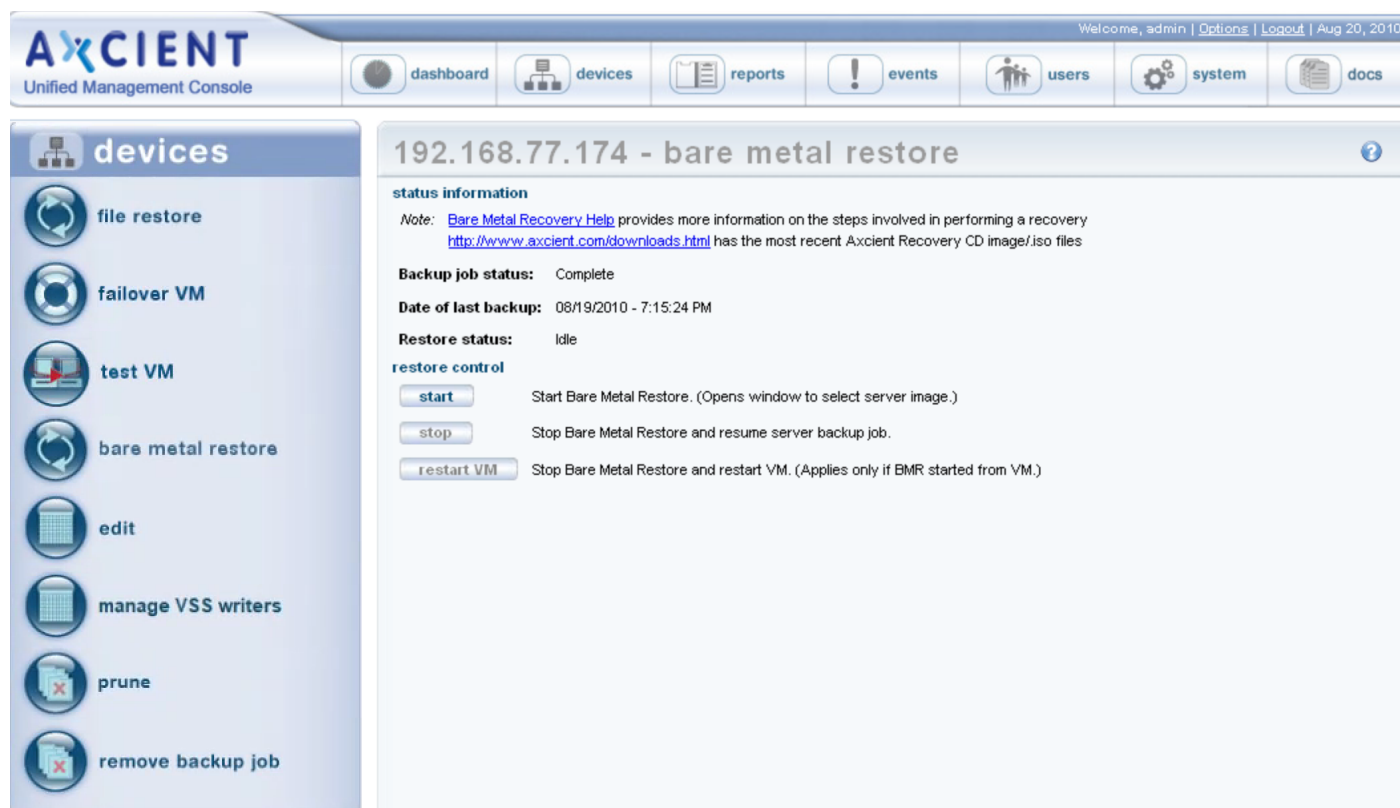 AXCIENT
Unified Management Console
Welcome, admin | Options | Logout | Aug 20, 2010
dashboard devices reports events users system docs
devices
file restore
failover VM
test VM
bare metal restore
edit
manage VSS writers
prune
remove backup job
192.168.77.174 - bare metal restore
?
status information
Note: Bare Metal Recovery Help provides more information on the steps involved in performing a recovery
http://www.axcient.com/downloads.html has the most recent Axcient Recovery CD image/.iso files
Backup job status: Complete
Date of last backup: 08/19/2010 - 7:15:24 PM
Restore status: Idle
restore control
start Start Bare Metal Restore. (Opens window to select server image.)
stop Stop Bare Metal Restore and resume server backup job.
restart VM Stop Bare Metal Restore and restart VM. (Applies only if BMR started from VM.)